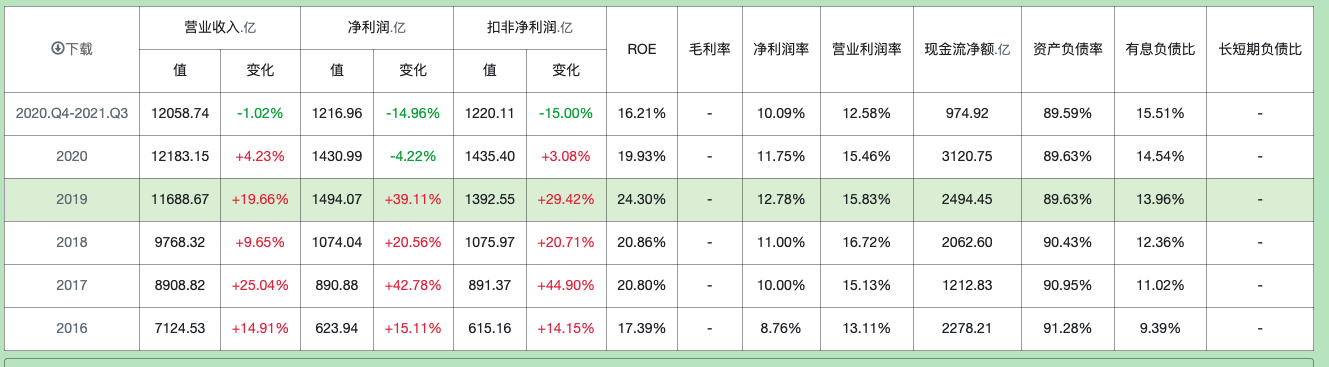 下载 营业收入.亿 净利润.亿 扣非净利润.亿 ROE 毛利率 净利润率 营业利润率 现金流净额.亿 资产负债率 有息负债比 长短期负债比
值 变化 值 变化 值 变化
2020.Q4-2021.Q3 12058.74 -1.02% 1216.96 -14.96% 1220.11 -15.00% 16.21% - 10.09% 12.58% 974.92 89.59% 15.51% -
2020 12183.15 +4.23% 1430.99 -4.22% 1435.40 +3.08% 19.93% - 11.75% 15.46% 3120.75 89.63% 14.54% -
2019 11688.67 +19.66% 1494.07 +39.11% 1392.55 +29.42% 24.30% - 12.78% 15.83% 2494.45 89.63% 13.96% -
2018 9768.32 +9.65% 1074.04 +20.56% 1075.97 +20.71% 20.86% - 11.00% 16.72% 2062.60 90.43% 12.36% -
2017 8908.82 +25.04% 890.88 +42.78% 891.37 +44.90% 20.80% - 10.00% 15.13% 1212.83 90.95% 11.02% -
2016 7124.53 +14.91% 623.94 +15.11% 615.16 +14.15% 17.39% - 8.76% 13.11% 2278.21 91.28% 9.39% -